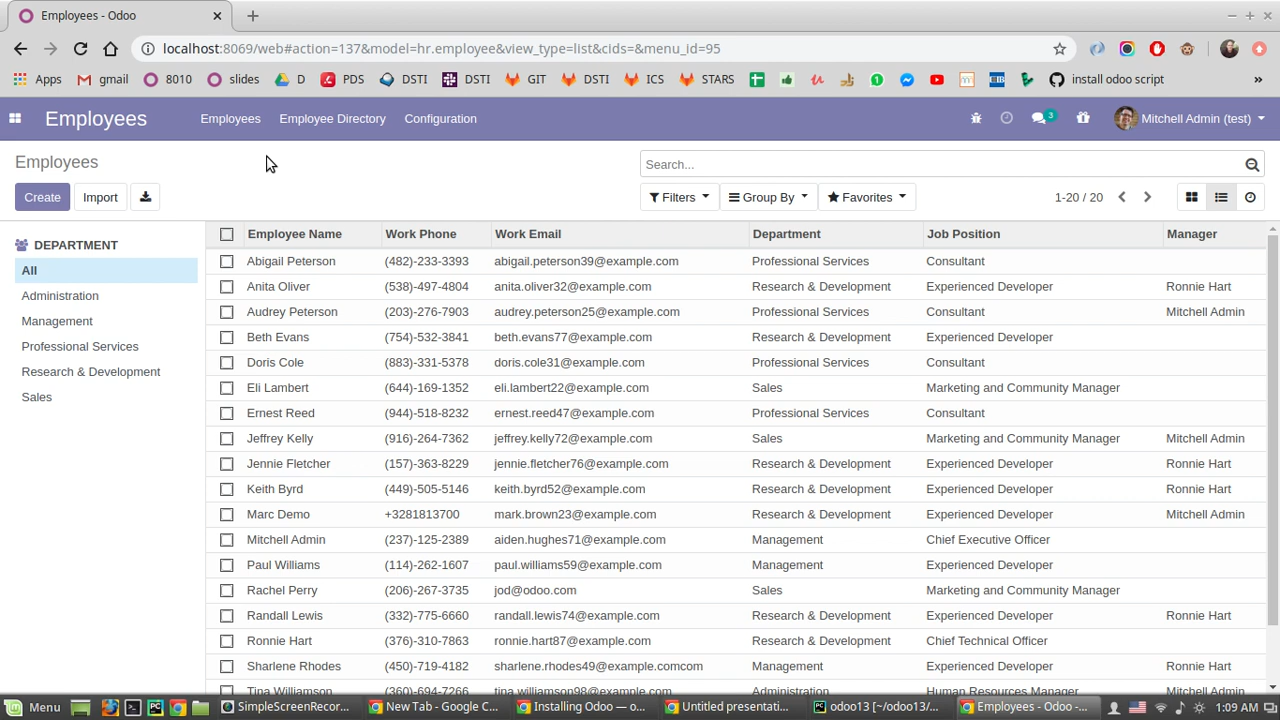 Employees - Odoo
localhost:8069/web#action=137&model=hr.employee&view_type=list&cids=&menu_id=95
Apps gmail 8010 slides D PDS DSTI DSTI GIT DSTI ICS STARS install odoo script »
Employees Employees Employee Directory Configuration 3 Mitchell Admin (test)
Employees Search...
Create Import Filters Group By Favorites 1-20 / 20
DEPARTMENT
All
Administration
Management
Professional Services
Research & Development
Sales
Employee Name Work Phone Work Email Department Job Position Manager
Abigail Peterson (482)-233-3393 abigail.peterson39@example.com Professional Services Consultant
Anita Oliver (538)-497-4804 anita.oliver32@example.com Research & Development Experienced Developer Ronnie Hart
Audrey Peterson (203)-276-7903 audrey.peterson25@example.com Professional Services Consultant Mitchell Admin
Beth Evans (754)-532-3841 beth.evans77@example.com Research & Development Experienced Developer
Doris Cole (883)-331-5378 doris.cole31@example.com Professional Services Consultant
Eli Lambert (644)-169-1352 eli.lambert22@example.com Sales Marketing and Community Manager
Ernest Reed (944)-518-8232 ernest.reed47@example.com Professional Services Consultant
Jeffrey Kelly (916)-264-7362 jeffrey.kelly72@example.com Sales Marketing and Community Manager Mitchell Admin
Jennie Fletcher (157)-363-8229 jennie.fletcher76@example.com Research & Development Experienced Developer Ronnie Hart
Keith Byrd (449)-505-5146 keith.byrd52@example.com Research & Development Experienced Developer Ronnie Hart
Marc Demo +3281813700 mark.brown23@example.com Research & Development Experienced Developer Mitchell Admin
Mitchell Admin (237)-125-2389 aiden.hughes71@example.com Management Chief Executive Officer
Paul Williams (114)-262-1607 paul.williams59@example.com Management Experienced Developer
Rachel Perry (206)-267-3735 jod@odoo.com Sales Marketing and Community Manager
Randall Lewis (332)-775-6660 randall.lewis74@example.com Research & Development Experienced Developer Ronnie Hart
Ronnie Hart (376)-310-7863 ronnie.hart87@example.com Research & Development Chief Technical Officer
Sharlene Rhodes (450)-719-4182 sharlene.rhodes49@example.comcom Management Experienced Developer Ronnie Hart
Tina Williamson (360)-694-7266 tina.williamson98@example.com Administration Human Resources Manager Mitchell Admin
Menu SimpleScreenRecor... New Tab - Google C... Installing Odoo — o... Untitled presentati... odoo13 [~/odoo13/... Employees - Odoo -... 1:09 AM